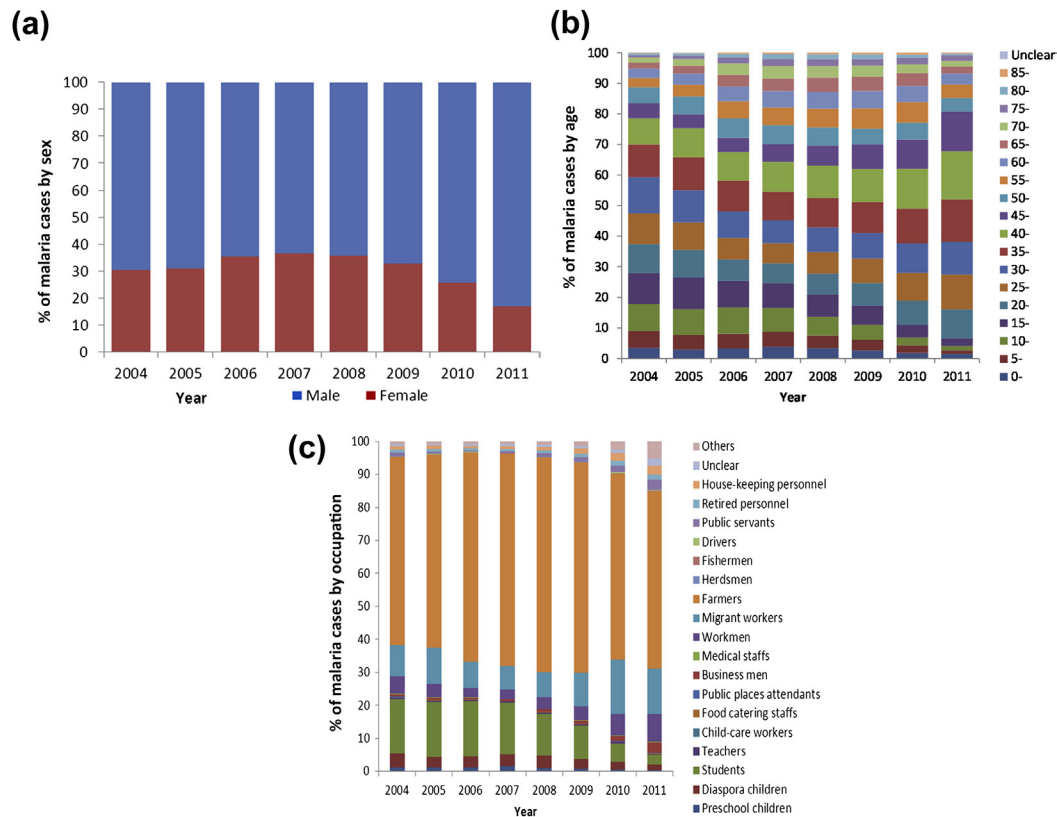 (a)
% of malaria cases by sex
100
90
80
70
60
50
40
30
20
10
0
2004 2005 2006 2007 2008 2009 2010 2011
Year
Male Female
(b)
% of malaria cases by age
100
90
80
70
60
50
40
30
20
10
0
2004 2005 2006 2007 2008 2009 2010 2011
Year
Unclear
85-
80-
75-
70-
65-
60-
55-
50-
45-
40-
35-
30-
25-
20-
15-
10-
5-
0-
(c)
% of malaria cases by occupation
100
90
80
70
60
50
40
30
20
10
0
2004 2005 2006 2007 2008 2009 2010 2011
Year
Others
Unclear
House-keeping personnel
Retired personnel
Public servants
Drivers
Fishermen
Herdsmen
Farmers
Migrant workers
Workmen
Medical staffs
Business men
Public places attendants
Food catering staffs
Child-care workers
Teachers
Students
Diaspora children
Preschool children